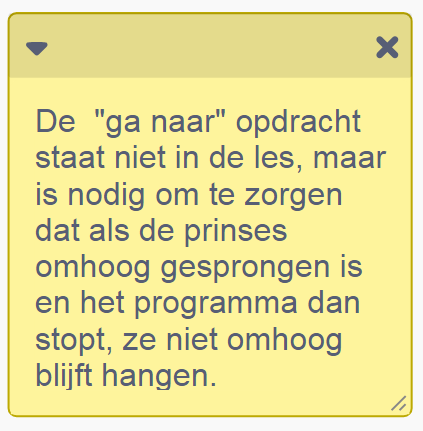 De  "ga naar" opdracht
staat niet in de les, maar
is nodig om te zorgen
dat als de prinses
omhoog gesprongen is
en het programma dan
stopt, ze niet omhoog
blijft hangen.